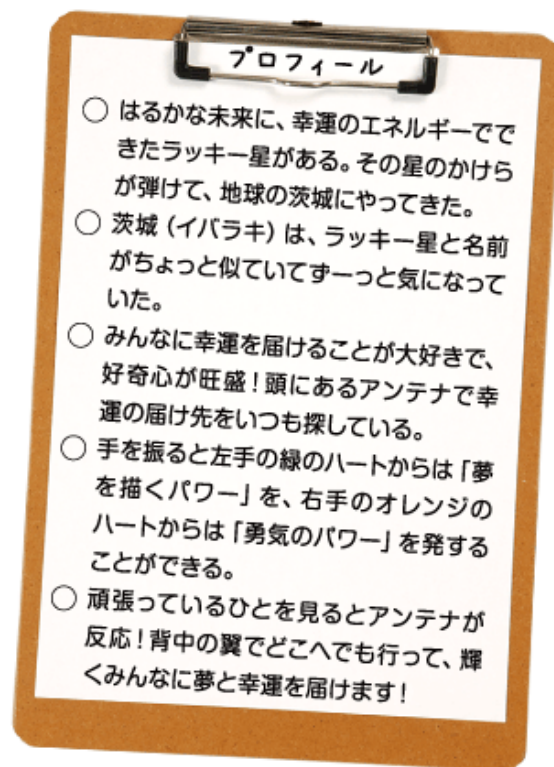 プロフィール
○ はるかな未来に、幸運のエネルギーでで
きたラッキー星がある。その星のかけら
が弾けて、地球の茨城にやってきた。
○ 茨城（イバラキ）は、ラッキー星と名前
がちょっと似ていてずーっと気になって
いた。
○ みんなに幸運を届けることが大好きで、
好奇心が旺盛！頭にあるアンテナで幸
運の届け先をいつも探している。
○ 手を振ると左手の緑のハートからは「夢
を描くパワー」を、右手のオレンジの
ハートからは「勇気のパワー」を発する
ことができる。
○ 頑張っているひとを見るとアンテナが
反応！背中の翼でどこへでも行って、輝
くみんなに夢と幸運を届けます！